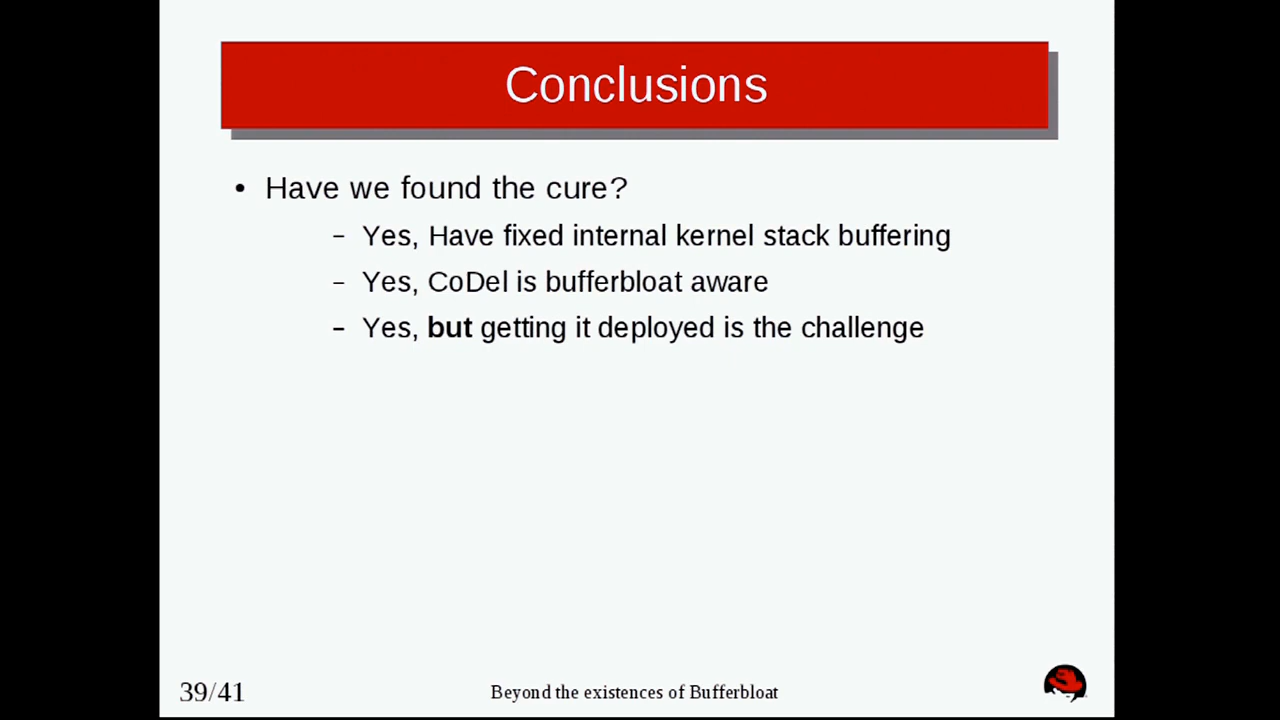 Conclusions
• Have we found the cure?
– Yes, Have fixed internal kernel stack buffering
– Yes, CoDel is bufferbloat aware
– Yes, but getting it deployed is the challenge
39/41
Beyond the existences of Bufferbloat